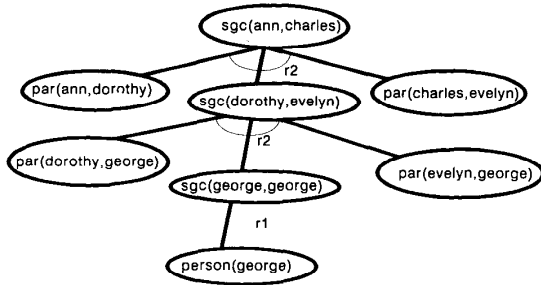 sgc(ann,charles)
r2
par(ann,dorothy)
sgc(dorothy,evelyn)
par(charles,evelyn)
r2
par(dorothy,george)
sgc(george,george)
par(evelyn,george)
r1
person(george)